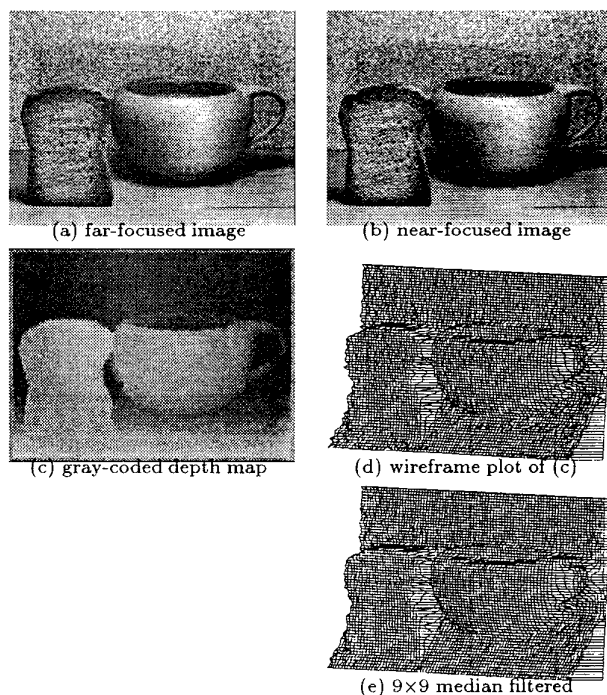 (a) far-focused image
(b) near-focused image
(c) gray-coded depth map
(d) wireframe plot of (c)
(e) 9×9 median filtered